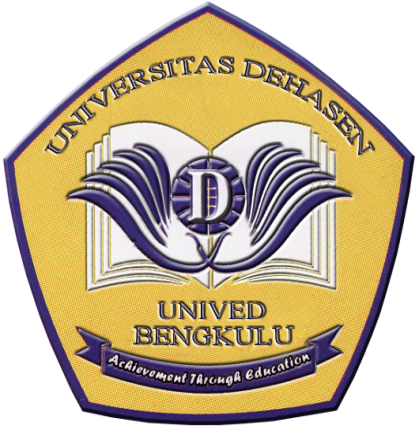 UNIVERSITAS DEHASEN
D
UNIVED
BENGKULU
Achievement Through Education